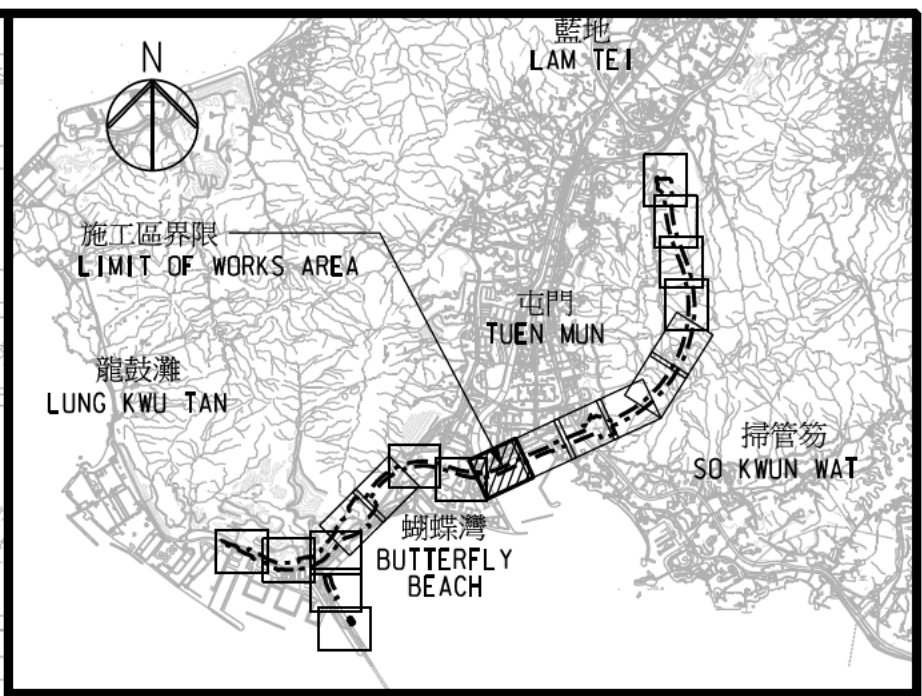 藍地
LAM TEI
N
施工區界限
LIMIT OF WORKS AREA
屯門
TUEN MUN
龍鼓灘
LUNG KWU TAN
掃管笏
SO KWUN WAT
蝴蝶灣
BUTTERFLY
BEACH